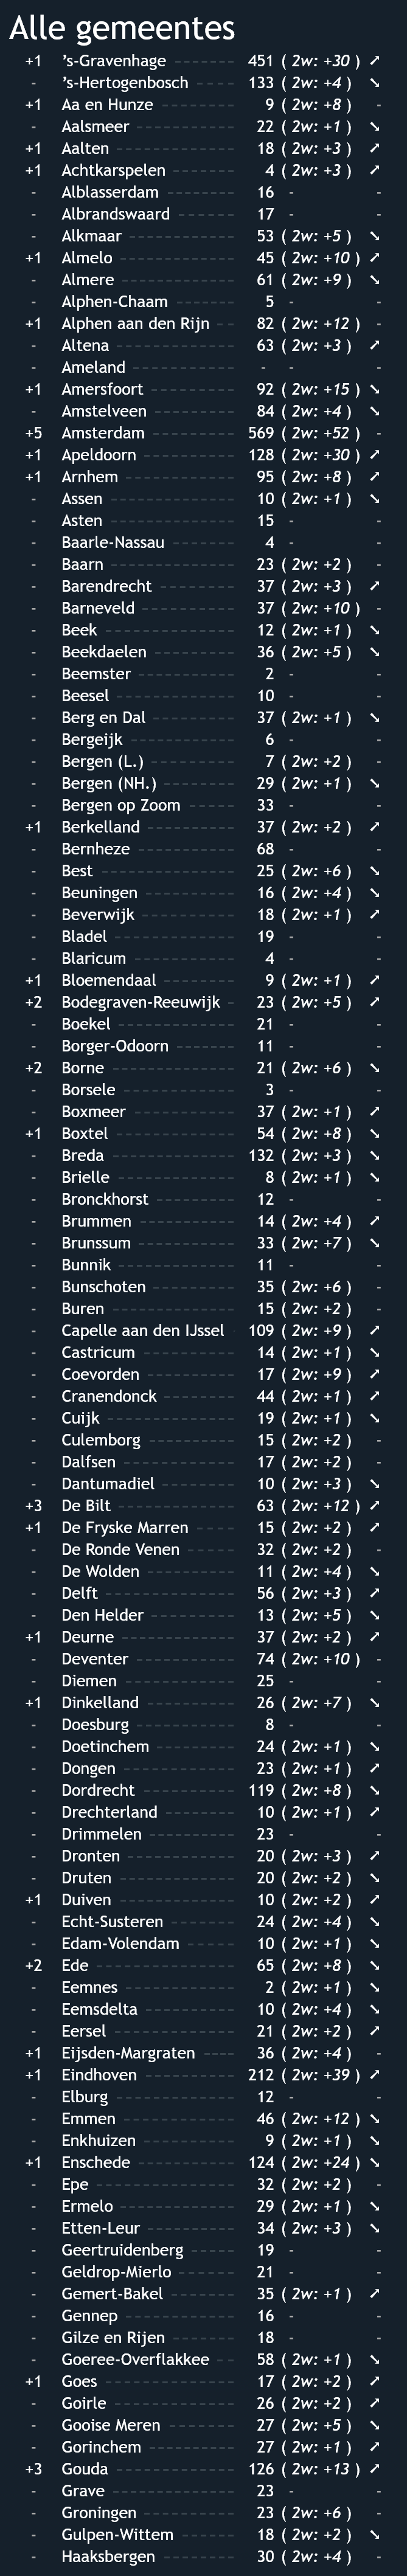 Alle gemeentes
+1 's-Gravenhage ------- 451 ( 2w: +30 ) ➚
- 's-Hertogenbosch ---- 133 ( 2w: +4 ) ➘
+1 Aa en Hunze -------- 9 ( 2w: +8 ) -
- Aalsmeer ----------- 22 ( 2w: +1 ) ➘
+1 Aalten ------------- 18 ( 2w: +3 ) ➚
+1 Achtkarspelen ------- 4 ( 2w: +3 ) ➚
- Alblasserdam -------- 16 - -
- Albrandswaard ------- 17 - -
- Alkmaar ------------ 53 ( 2w: +5 ) ➘
+1 Almelo ------------- 45 ( 2w: +10 ) ➚
- Almere ------------- 61 ( 2w: +9 ) ➘
- Alphen-Chaam ------- 5 - -
+1 Alphen aan den Rijn -- 82 ( 2w: +12 ) -
- Altena ------------- 63 ( 2w: +3 ) ➚
- Ameland ----------- - - -
+1 Amersfoort --------- 92 ( 2w: +15 ) ➘
- Amstelveen --------- 84 ( 2w: +4 ) ➘
+5 Amsterdam --------- 569 ( 2w: +52 ) -
+1 Apeldoorn ---------- 128 ( 2w: +30 ) ➚
+1 Arnhem ------------ 95 ( 2w: +8 ) ➚
- Assen -------------- 10 ( 2w: +1 ) ➘
- Asten -------------- 15 - -
- Baarle-Nassau ------- 4 - -
- Baarn -------------- 23 ( 2w: +2 ) -
- Barendrecht -------- 37 ( 2w: +3 ) ➚
- Barneveld ---------- 37 ( 2w: +10 ) -
- Beek --------------- 12 ( 2w: +1 ) ➘
- Beekdaelen --------- 36 ( 2w: +5 ) ➘
- Beemster ----------- 2 - -
- Beesel ------------- 10 - -
- Berg en Dal --------- 37 ( 2w: +1 ) ➘
- Bergeijk ------------ 6 - -
- Bergen (L.) --------- 7 ( 2w: +2 ) -
- Bergen (NH.) -------- 29 ( 2w: +1 ) ➘
- Bergen op Zoom ----- 33 - -
+1 Berkelland ---------- 37 ( 2w: +2 ) ➚
- Bernheze ----------- 68 - -
- Best --------------- 25 ( 2w: +6 ) ➘
- Beuningen ---------- 16 ( 2w: +4 ) ➘
- Beverwijk ---------- 18 ( 2w: +1 ) ➚
- Bladel ------------- 19 - -
- Blaricum ----------- 4 - -
+1 Bloemendaal -------- 9 ( 2w: +1 ) ➚
+2 Bodegraven-Reeuwijk - 23 ( 2w: +5 ) ➚
- Boekel ------------- 21 - -
- Borger-Odoorn ------- 11 - -
+2 Borne -------------- 21 ( 2w: +6 ) ➘
- Borsele ------------ 3 - -
- Boxmeer ----------- 37 ( 2w: +1 ) ➚
+1 Boxtel ------------- 54 ( 2w: +8 ) ➘
- Breda -------------- 132 ( 2w: +3 ) ➘
- Brielle ------------- 8 ( 2w: +1 ) ➘
- Bronckhorst --------- 12 - -
- Brummen ----------- 14 ( 2w: +4 ) ➚
- Brunssum ----------- 33 ( 2w: +7 ) ➘
- Bunnik ------------- 11 - -
- Bunschoten --------- 35 ( 2w: +6 ) -
- Buren -------------- 15 ( 2w: +2 ) -
- Capelle aan den IJssel - 109 ( 2w: +9 ) ➚
- Castricum ---------- 14 ( 2w: +1 ) ➘
- Coevorden ---------- 17 ( 2w: +9 ) ➚
- Cranendonck -------- 44 ( 2w: +1 ) ➚
- Cuijk --------------- 19 ( 2w: +1 ) ➘
- Culemborg ---------- 15 ( 2w: +2 ) -
- Dalfsen ------------ 17 ( 2w: +2 ) -
- Dantumadiel -------- 10 ( 2w: +3 ) ➘
+3 De Bilt ------------- 63 ( 2w: +12 ) ➚
+1 De Fryske Marren ---- 15 ( 2w: +2 ) ➚
- De Ronde Venen ----- 32 ( 2w: +2 ) -
- De Wolden ---------- 11 ( 2w: +4 ) ➘
- Delft --------------- 56 ( 2w: +3 ) ➚
- Den Helder --------- 13 ( 2w: +5 ) ➘
+1 Deurne ------------- 37 ( 2w: +2 ) ➚
- Deventer ----------- 74 ( 2w: +10 ) -
- Diemen ------------ 25 - -
+1 Dinkelland ---------- 26 ( 2w: +7 ) ➘
- Doesburg ----------- 8 - -
- Doetinchem --------- 24 ( 2w: +1 ) ➘
- Dongen ------------ 23 ( 2w: +1 ) ➚
- Dordrecht ---------- 119 ( 2w: +8 ) ➘
- Drechterland -------- 10 ( 2w: +1 ) ➚
- Drimmelen --------- 23 - -
- Dronten ------------ 20 ( 2w: +3 ) ➚
- Druten ------------- 20 ( 2w: +2 ) ➘
+1 Duiven ------------- 10 ( 2w: +2 ) ➚
- Echt-Susteren ------- 24 ( 2w: +4 ) ➘
- Edam-Volendam ----- 10 ( 2w: +1 ) ➘
+2 Ede ---------------- 65 ( 2w: +8 ) ➘
- Eemnes ------------ 2 ( 2w: +1 ) ➘
- Eemsdelta ---------- 10 ( 2w: +4 ) ➘
- Eersel -------------- 21 ( 2w: +2 ) ➚
+1 Eijsden-Margraten --- 36 ( 2w: +4 ) -
+1 Eindhoven ---------- 212 ( 2w: +39 ) ➚
- Elburg ------------- 12 - -
- Emmen ------------- 46 ( 2w: +12 ) ➘
- Enkhuizen ---------- 9 ( 2w: +1 ) ➘
+1 Enschede ----------- 124 ( 2w: +24 ) ➘
- Epe ---------------- 32 ( 2w: +2 ) -
- Ermelo ------------- 29 ( 2w: +1 ) ➘
- Etten-Leur ---------- 34 ( 2w: +3 ) ➘
- Geertruidenberg ----- 19 - -
- Geldrop-Mierlo ------ 21 - -
- Gemert-Bakel ------- 35 ( 2w: +1 ) ➚
- Gennep ------------ 16 - -
- Gilze en Rijen ------- 18 - -
- Goeree-Overflakkee -- 58 ( 2w: +1 ) ➘
+1 Goes --------------- 17 ( 2w: +2 ) ➚
- Goirle -------------- 26 ( 2w: +2 ) ➚
- Gooise Meren ------- 27 ( 2w: +5 ) ➘
- Gorinchem ---------- 27 ( 2w: +1 ) ➚
+3 Gouda ------------- 126 ( 2w: +13 ) ➚
- Grave -------------- 23 - -
- Groningen ---------- 23 ( 2w: +6 ) -
- Gulpen-Wittem ------ 18 ( 2w: +2 ) ➘
- Haaksbergen -------- 30 ( 2w: +4 ) -